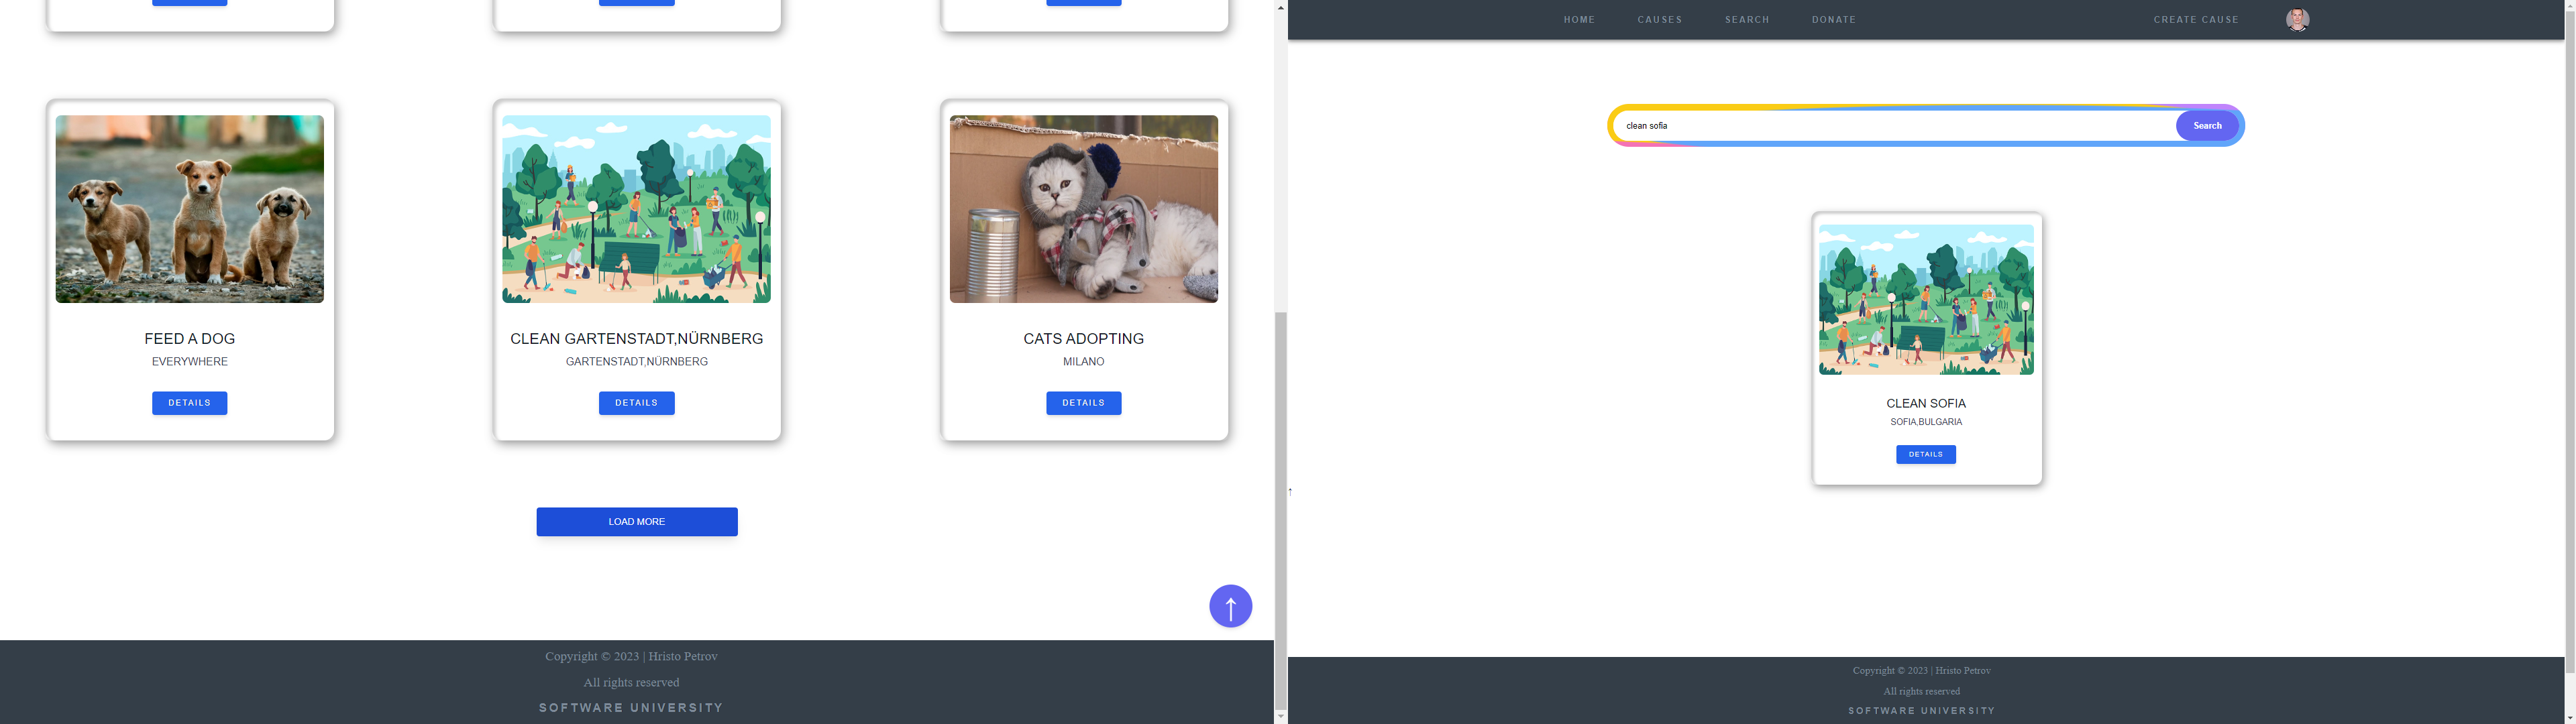 FEED A DOG
EVERYWHERE
DETAILS
CLEAN GARTENSTADT,NÜRNBERG
GARTENSTADT,NÜRNBERG
DETAILS
CATS ADOPTING
MILANO
DETAILS
LOAD MORE
↑
Copyright © 2023 | Hristo Petrov
All rights reserved
SOFTWARE UNIVERSITY
HOME CAUSES SEARCH DONATE CREATE CAUSE
clean sofia Search
CLEAN SOFIA
SOFIA,BULGARIA
DETAILS
↑
Copyright © 2023 | Hristo Petrov
All rights reserved
SOFTWARE UNIVERSITY